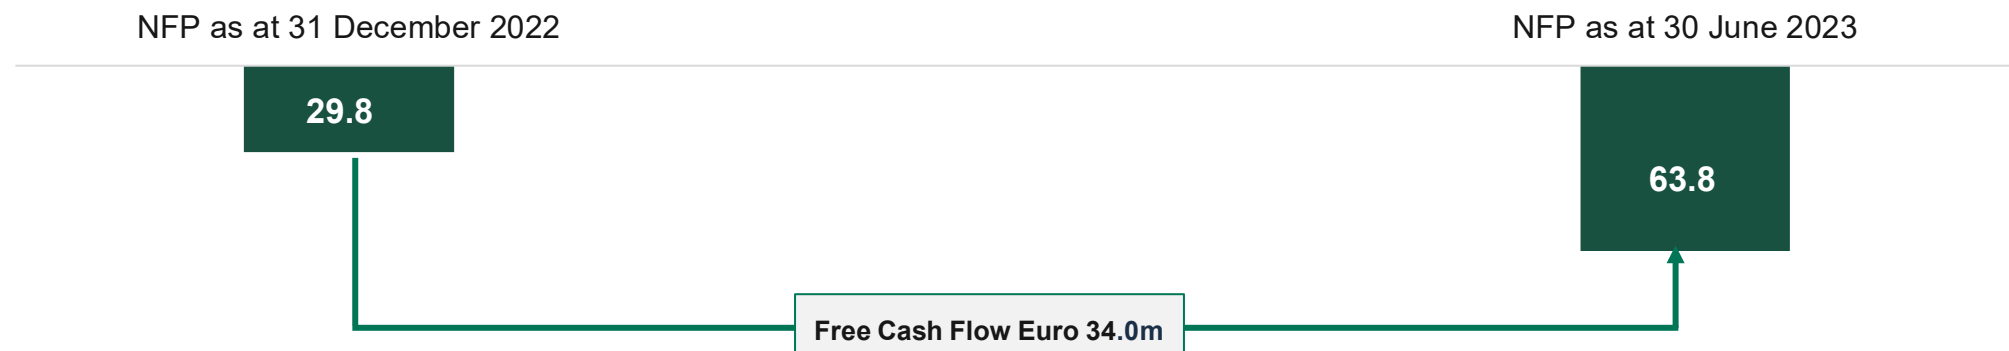 NFP as at 31 December 2022
NFP as at 30 June 2023
29.8
63.8
Free Cash Flow Euro 34.0m